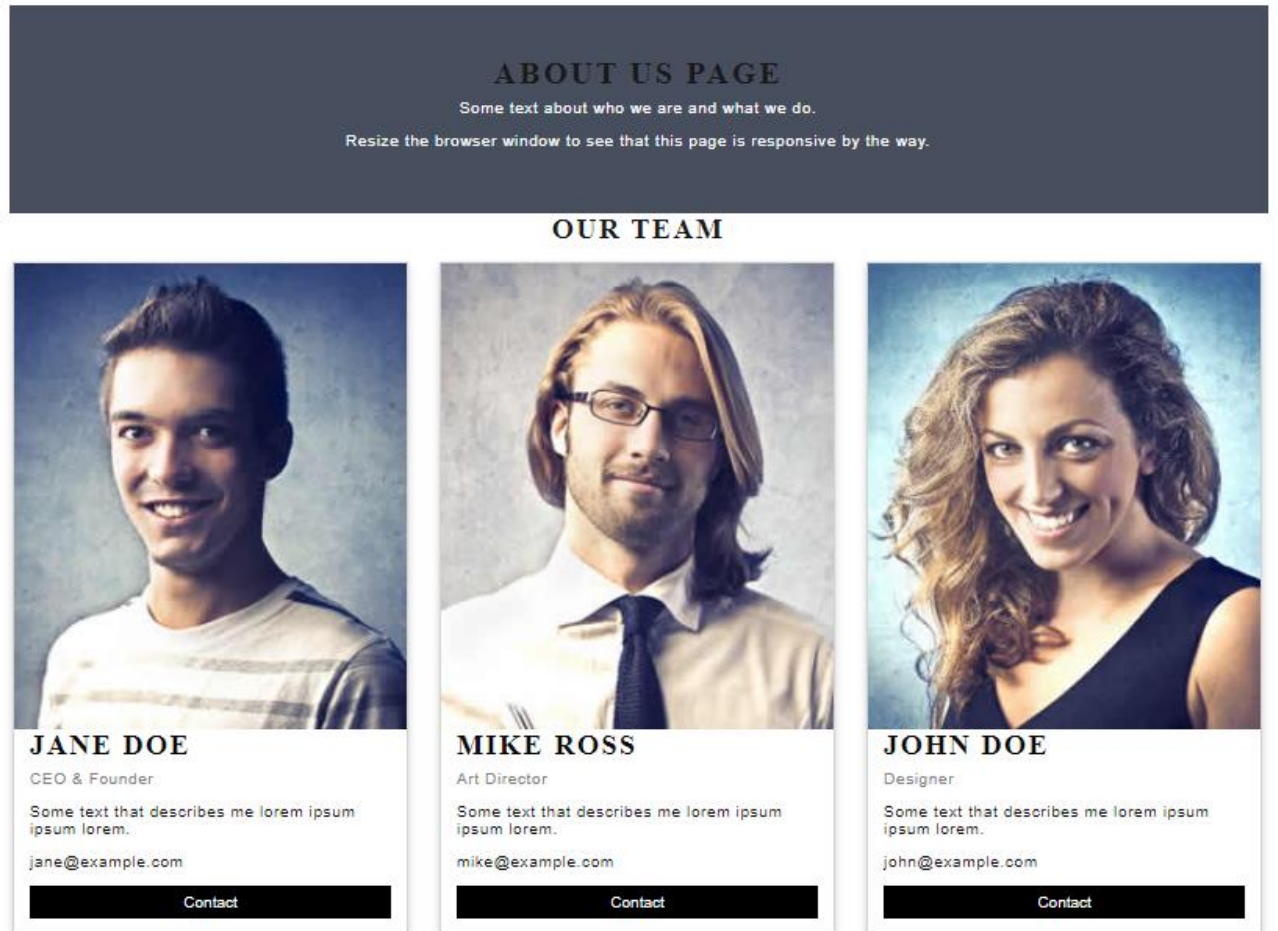 ABOUT US PAGE
Some text about who we are and what we do.
Resize the browser window to see that this page is responsive by the way.
OUR TEAM
JANE DOE
CEO & Founder
Some text that describes me lorem ipsum
ipsum lorem.
jane@example.com
Contact
MIKE ROSS
Art Director
Some text that describes me lorem ipsum
ipsum lorem.
mike@example.com
Contact
JOHN DOE
Designer
Some text that describes me lorem ipsum
ipsum lorem.
john@example.com
Contact